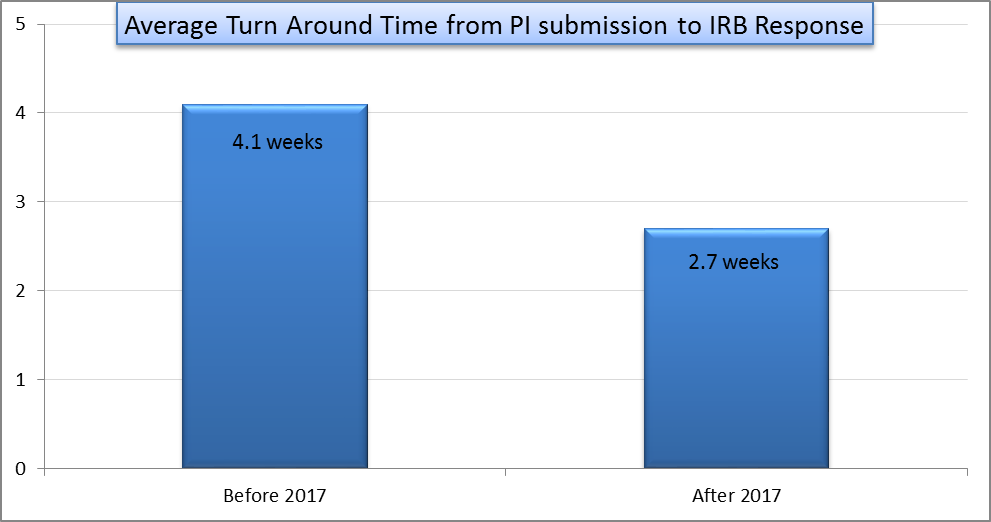 Average Turn Around Time from PI submission to IRB Response
5
4
3
2
1
0
4.1 weeks
2.7 weeks
Before 2017
After 2017